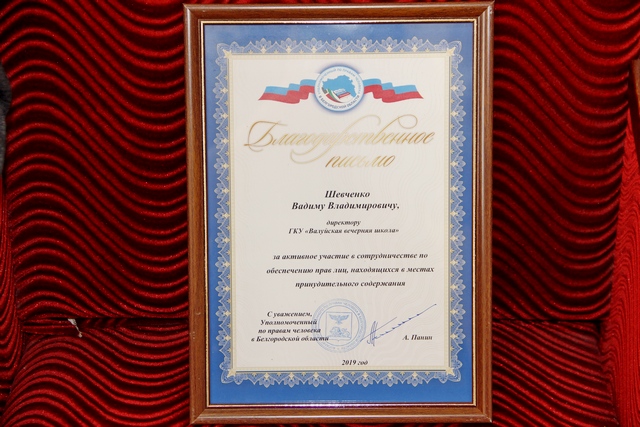 Благодарственное
письмо
Шевченко
Вадиму Владимировичу,
директору
ГКУ «Валуйская вечерняя школа»
за активное участие в сотрудничестве по
обеспечению прав лиц, находящихся в местах
принудительного содержания
С уважением,
Уполномоченный
по правам человека
в Белгородской области
А. Панин
2019 год